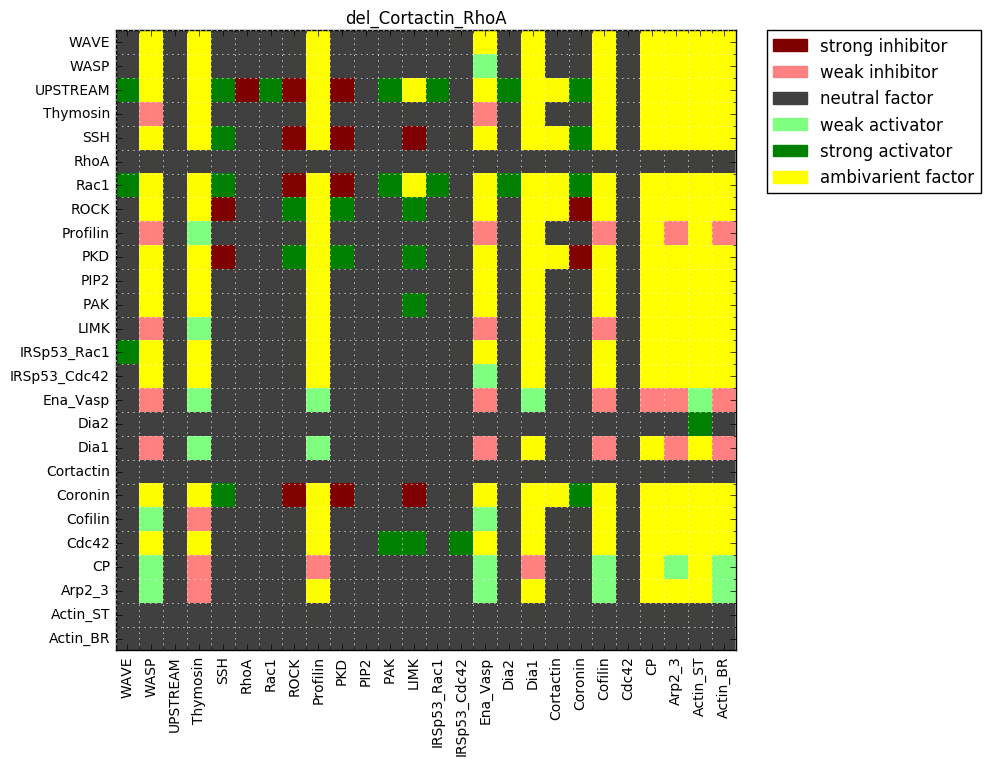 del_Cortactin_RhoA
WAVE
WASP
UPSTREAM
Thymosin
SSH
RhoA
Rac1
ROCK
Profilin
PKD
PIP2
PAK
LIMK
IRSp53_Rac1
IRSp53_Cdc42
Ena_Vasp
Dia2
Dia1
Cortactin
Coronin
Cofilin
Cdc42
CP
Arp2_3
Actin_ST
Actin_BR
WAVE
WASP
UPSTREAM
Thymosin
SSH
RhoA
Rac1
ROCK
Profilin
PKD
PIP2
PAK
LIMK
IRSp53_Rac1
IRSp53_Cdc42
Ena_Vasp
Dia2
Dia1
Cortactin
Coronin
Cofilin
Cdc42
CP
Arp2_3
Actin_ST
Actin_BR
strong inhibitor
weak inhibitor
neutral factor
weak activator
strong activator
ambivarient factor